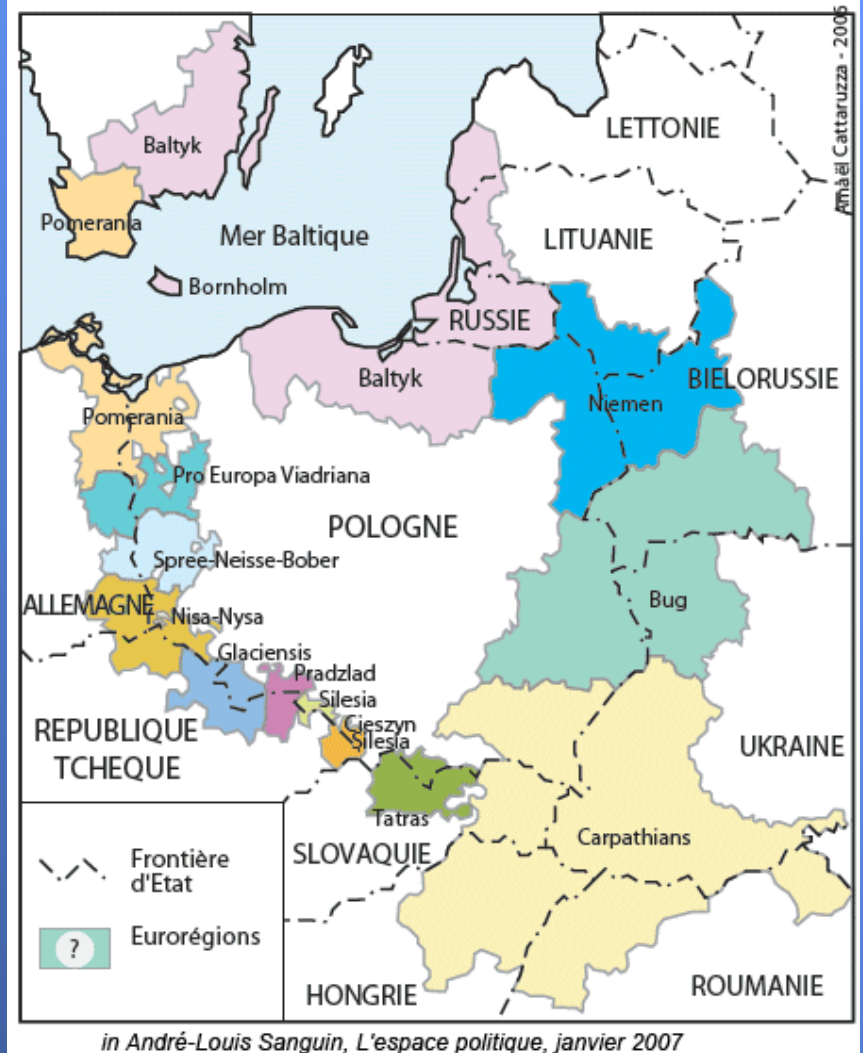 Amaël Cattaruzza - 2006
LETTONIE
Baltyk
Pomerania
Mer Baltique
LITUANIE
Bornholm
RUSSIE
Baltyk
BIELORUSSIE
Niemen
Pomerania
Pro Europa Viadriana
POLOGNE
Spree-Neisse-Bober
ALLEMAGNE
Nisa-Nysa
Bug
Glaciensis
Pradzlad
Silesia
Cieszyn
Silesia
REPUBLIQUE
TCHEQUE
UKRAINE
Tatras
Carpathians
SLOVAQUIE
Frontière
d'Etat
?
Eurorégions
HONGRIE
ROUMANIE
in André-Louis Sanguin, L'espace politique, janvier 2007